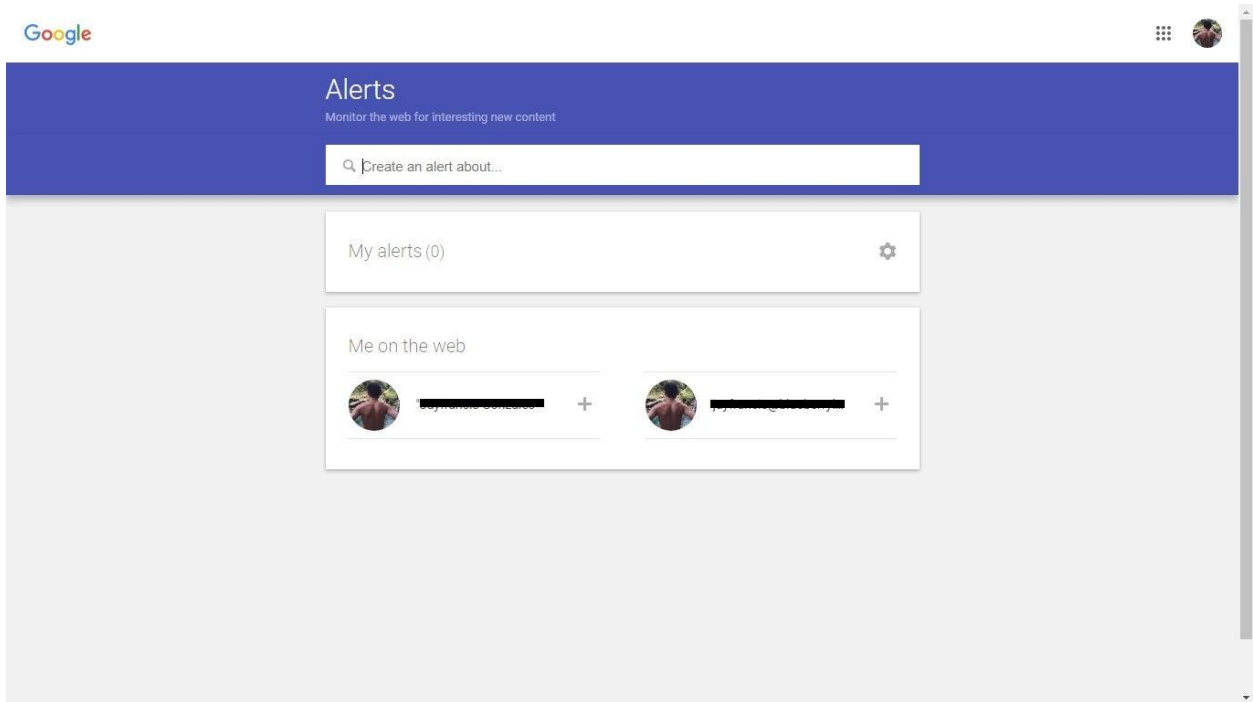 Google
Alerts
Monitor the web for interesting new content
Create an alert about...
My alerts (0)
Me on the web